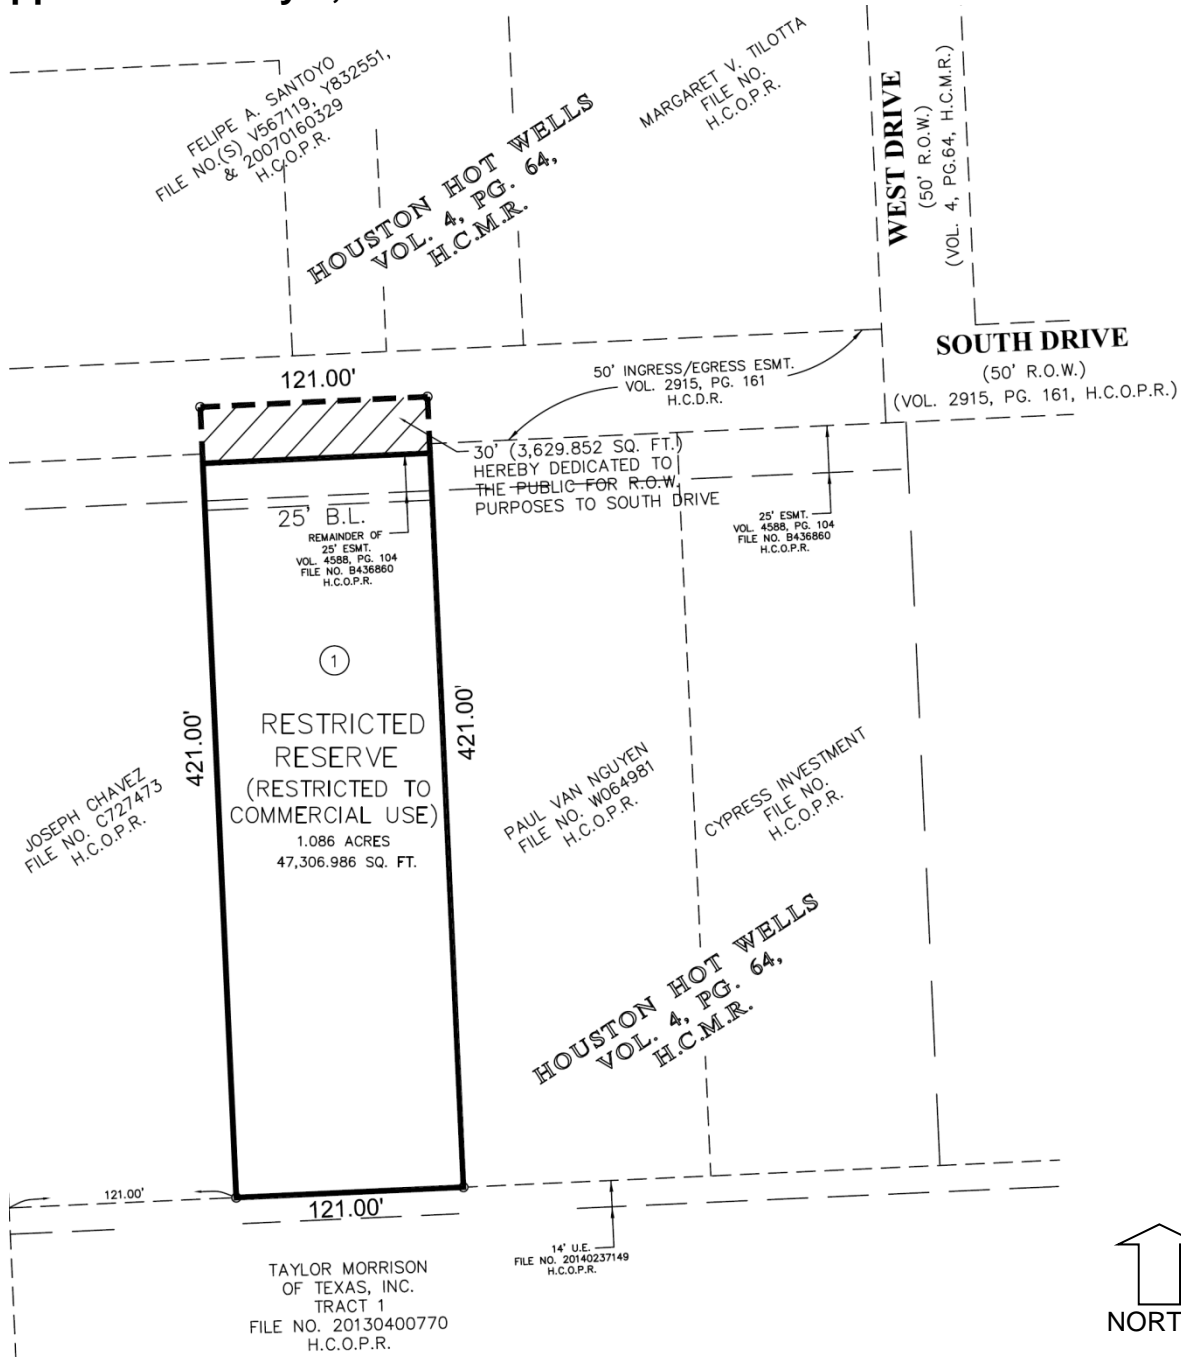 FELIPE A. SANTOYO
FILE NO.(S) V567119, Y832551,
& 20070160329
H.C.O.P.R.
HOUSTON HOT WELLS
VOL. 4, PG. 64,
H.C.M.R.
MARGARET V. TILOTTA
FILE NO.
H.C.O.P.R.
WEST DRIVE
(50' R.O.W.)
(VOL. 4, PG.64, H.C.M.R.)
SOUTH DRIVE
(50' R.O.W.)
(VOL. 2915, PG. 161, H.C.O.P.R.)
50' INGRESS/EGRESS ESMT.
VOL. 2915, PG. 161
H.C.D.R.
121.00'
30' (3,629.852 SQ. FT.)
HEREBY DEDICATED TO
THE PUBLIC FOR R.O.W.
PURPOSES TO SOUTH DRIVE
25' B.L.
REMAINDER OF
25' ESMT.
VOL. 4588, PG. 104
FILE NO. B436860
H.C.O.P.R.
25' ESMT.
VOL. 4588, PG. 104
FILE NO. B436860
H.C.O.P.R.
1
RESTRICTED
RESERVE
(RESTRICTED TO
COMMERCIAL USE)
1.086 ACRES
47,306.986 SQ. FT.
421.00'
421.00'
JOSEPH CHAVEZ
FILE NO. C727473
H.C.O.P.R.
PAUL VAN NGUYEN
FILE NO. W064981
H.C.O.P.R.
CYPRESS INVESTMENT
FILE NO.
H.C.O.P.R.
HOUSTON HOT WELLS
VOL. 4, PG. 64,
H.C.M.R.
121.00'
121.00'
14' U.E.
FILE NO. 20140237149
H.C.O.P.R.
TAYLOR MORRISON
OF TEXAS, INC.
TRACT 1
FILE NO. 20130400770
H.C.O.P.R.
NORT